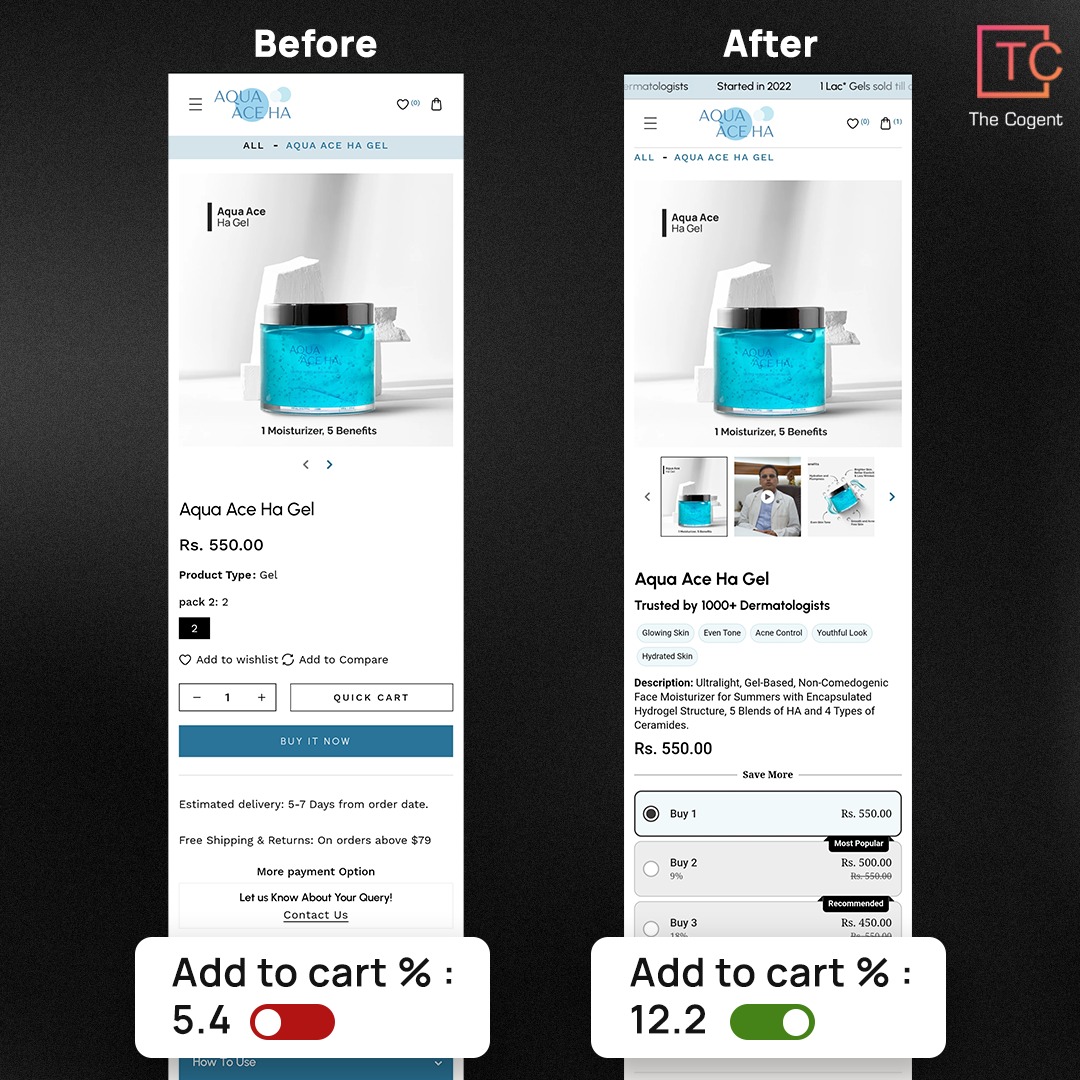 Before
After
TC
The Cogent
AQUA
ACE HA
(0)
ALL - AQUA ACE HA GEL
Aqua Ace
Ha Gel
AQUA
ACE HA
1 Moisturizer, 5 Benefits
Aqua Ace Ha Gel
Rs. 550.00
Product Type: Gel
pack 2: 2
2
Add to wishlist Add to Compare
− 1 + QUICK CART
BUY IT NOW
Estimated delivery: 5-7 Days from order date.
Free Shipping & Returns: On orders above $79
More payment Option
Let us Know About Your Query!
Contact Us
Add to cart % :
5.4
How To Use
ermatologists Started in 2022 1 Lac* Gels sold till
AQUA
ACE HA
(0) (1)
ALL - AQUA ACE HA GEL
Aqua Ace
Ha Gel
AQUA
ACE HA
1 Moisturizer, 5 Benefits
Aqua Ace Ha Gel
Trusted by 1000+ Dermatologists
Glowing Skin Even Tone Acne Control Youthful Look
Hydrated Skin
Description: Ultralight, Gel-Based, Non-Comedogenic
Face Moisturizer for Summers with Encapsulated
Hydrogel Structure, 5 Blends of HA and 4 Types of
Ceramides.
Rs. 550.00
Save More
Buy 1 Rs. 550.00
Most Popular
Buy 2 Rs. 500.00
9% Rs. 550.00
Recommended
Buy 3 Rs. 450.00
18% Rs. 550.00
Add to cart % :
12.2